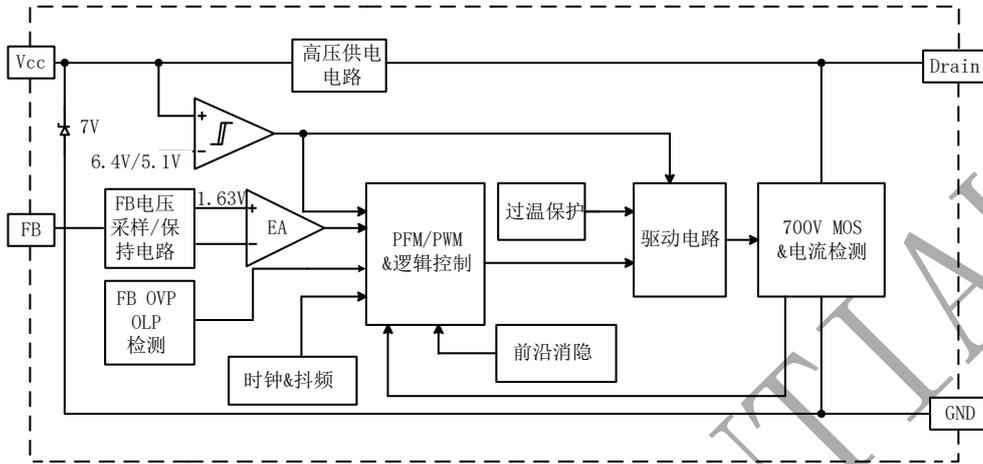 高压供电
电路
Vcc
Drain
7V
+
-
6.4V/5.1V
FB电压
采样/保
持电路
1.63V
+
-
EA
FB
PFM/PWM
&逻辑控制
过温保护
驱动电路
700V MOS
&电流检测
FB OVP
OLP
检测
时钟&抖频
前沿消隐
GND
UTIA